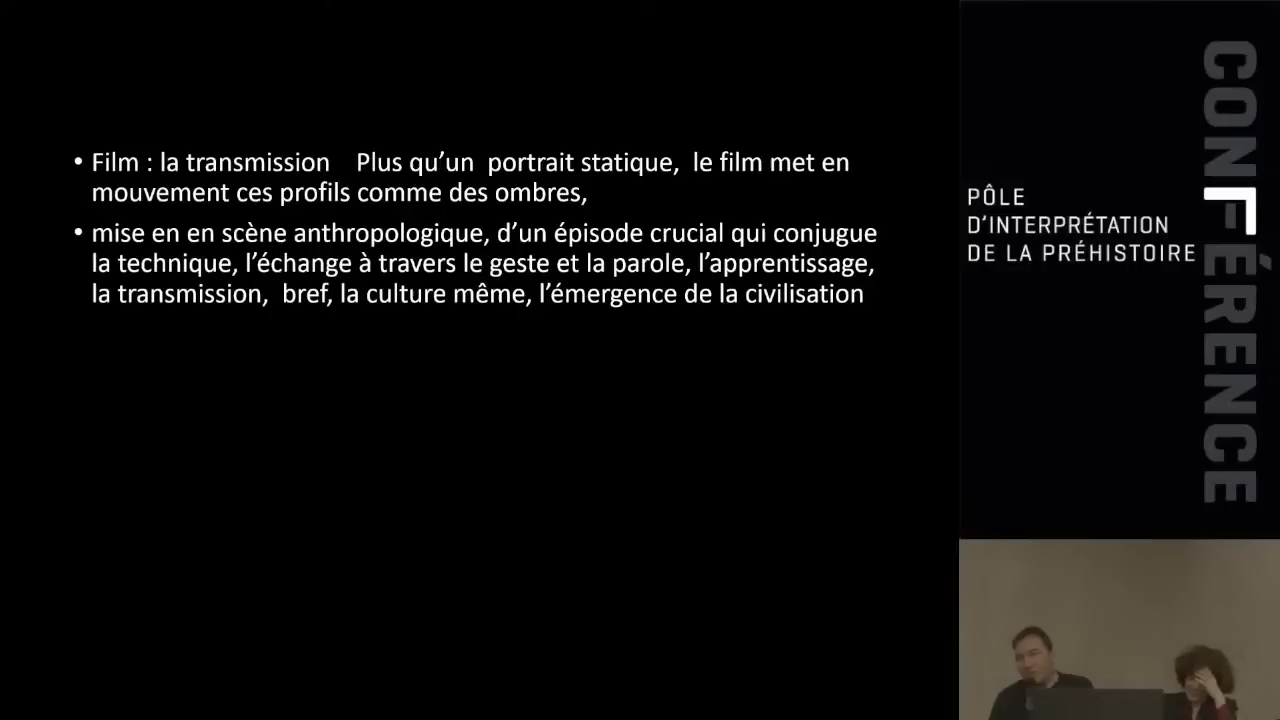 • Film : la transmission    Plus qu’un  portrait statique,  le film met en
mouvement ces profils comme des ombres,
• mise en en scène anthropologique, d’un épisode crucial qui conjugue
la technique, l’échange à travers le geste et la parole, l’apprentissage,
la transmission,  bref, la culture même, l’émergence de la civilisation
PÔLE
D’INTERPRÉTATION
DE LA PRÉHISTOIRE
CONFÉRENCE